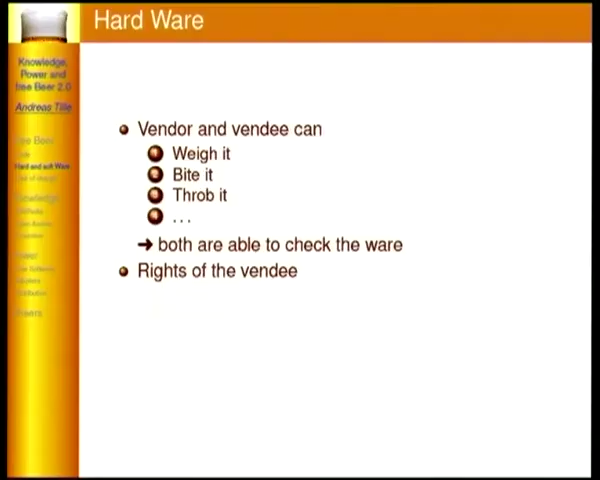 Hard Ware
Knowledge,
Power and
free Beer 2.0
Andreas Tille
Hard and soft Ware
Vendor and vendee can
Weigh it
Bite it
Throb it
...
➜ both are able to check the ware
Rights of the vendee